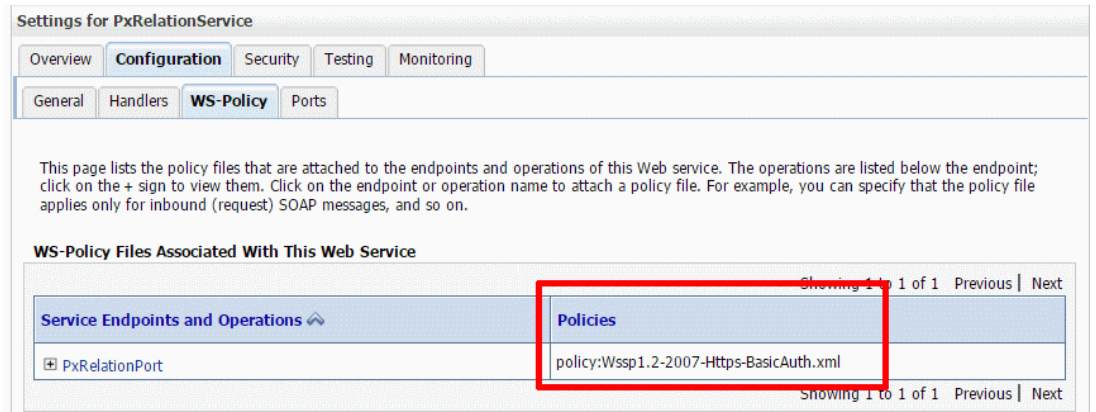 Settings for PxRelationService
Overview Configuration Security Testing Monitoring
General Handlers WS-Policy Ports
This page lists the policy files that are attached to the endpoints and operations of this Web service. The operations are listed below the endpoint;
click on the + sign to view them. Click on the endpoint or operation name to attach a policy file. For example, you can specify that the policy file
applies only for inbound (request) SOAP messages, and so on.
WS-Policy Files Associated With This Web Service
Showing 1 to 1 of 1 Previous | Next
Service Endpoints and Operations Policies
PxRelationPort policy:Wssp1.2-2007-Https-BasicAuth.xml
Showing 1 to 1 of 1 Previous | Next